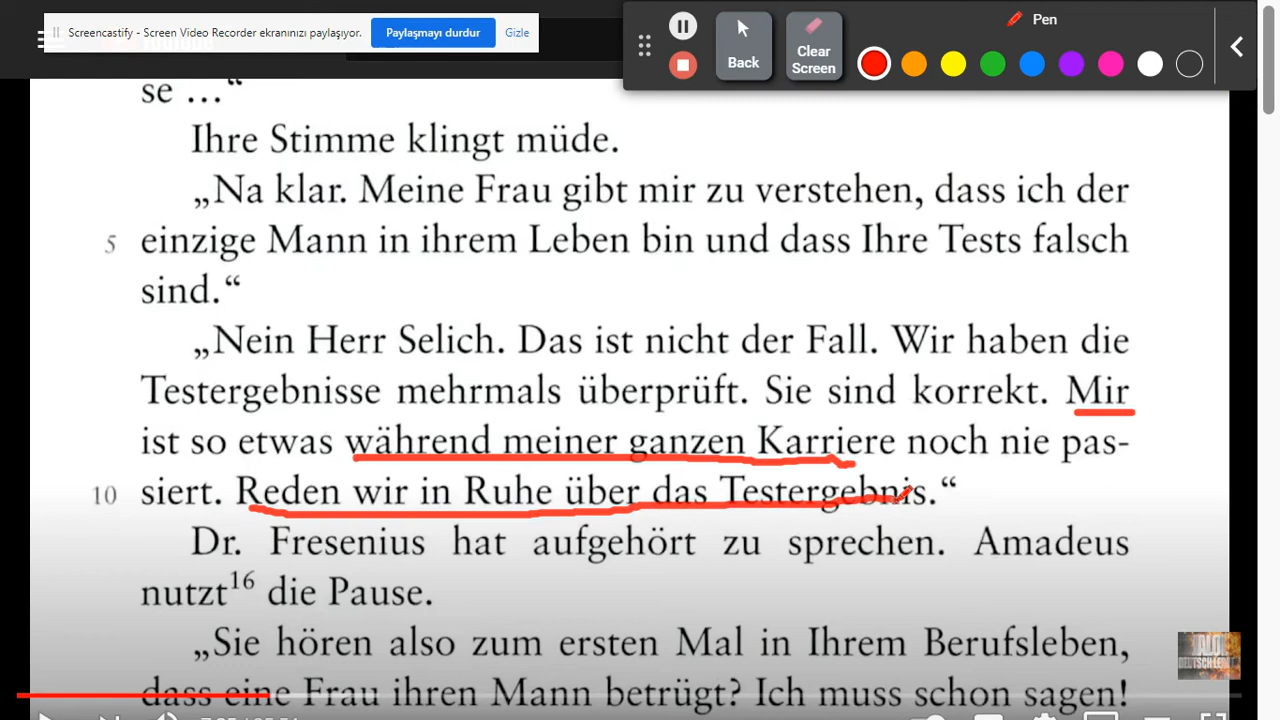 Screencastify - Screen Video Recorder ekranınızı paylaşıyor. Paylaşmayı durdur Gizle
Back
Clear
Screen
Pen
se …“
Ihre Stimme klingt müde.
„Na klar. Meine Frau gibt mir zu verstehen, dass ich der
5 einzige Mann in ihrem Leben bin und dass Ihre Tests falsch
sind.“
„Nein Herr Selich. Das ist nicht der Fall. Wir haben die
Testergebnisse mehrmals überprüft. Sie sind korrekt. Mir
ist so etwas während meiner ganzen Karriere noch nie pas-
10 siert. Reden wir in Ruhe über das Testergebnis.“
Dr. Fresenius hat aufgehört zu sprechen. Amadeus
nutzt16 die Pause.
„Sie hören also zum ersten Mal in Ihrem Berufsleben,
dass eine Frau ihren Mann betrügt? Ich muss schon sagen!